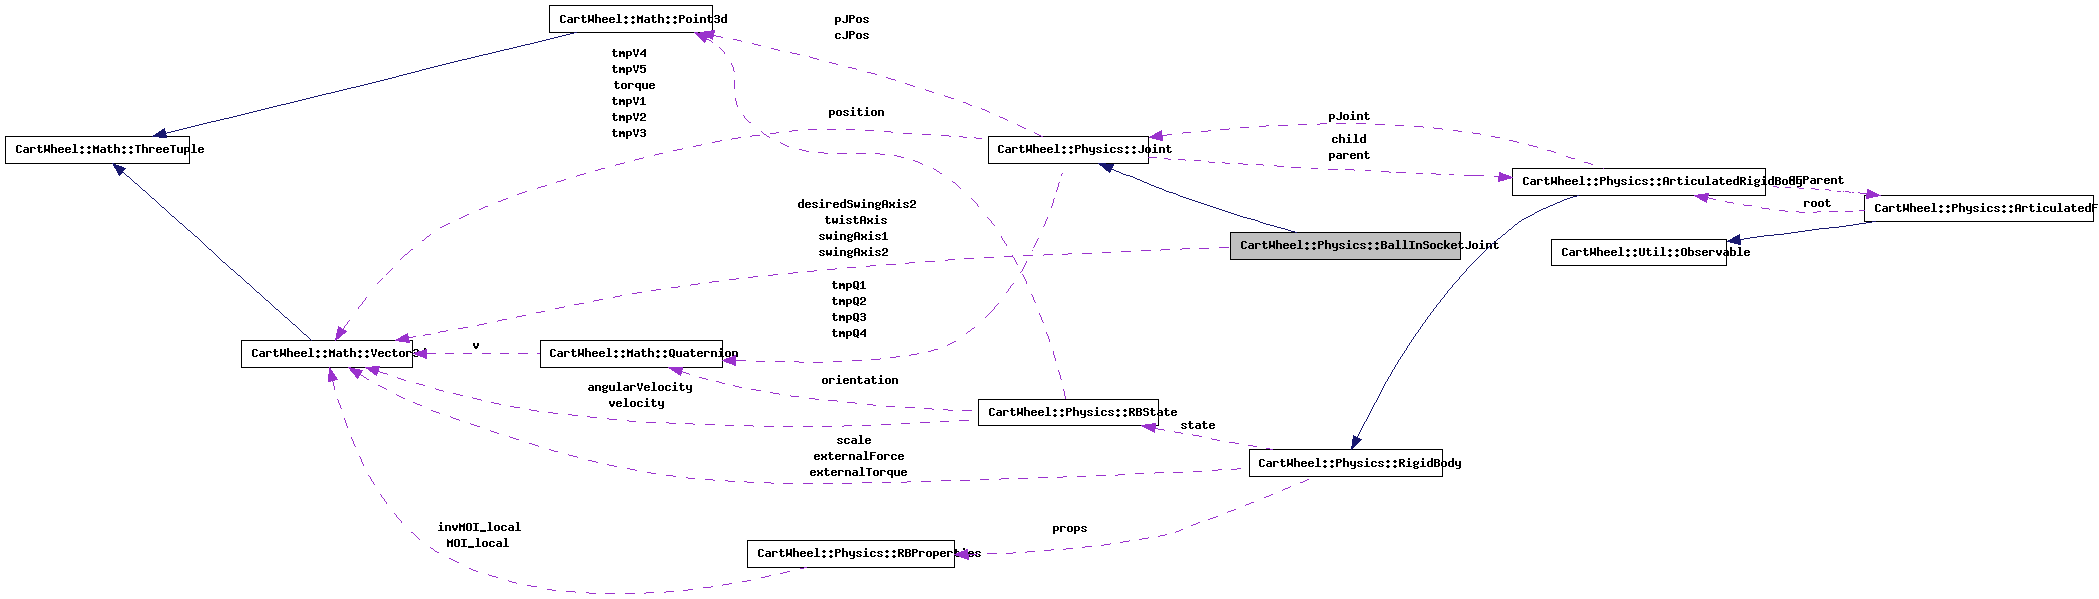 CartWheel::Math::Point3d
pJPos
cJPos
tmpV4
tmpV5
torque
tmpV1
tmpV2
tmpV3
position
pJoint
CartWheel::Math::ThreeTuple
CartWheel::Physics::Joint
child
parent
CartWheel::Physics::ArticulatedRigidBody
root
CartWheel::Physics::ArticulatedF
desiredSwingAxis2
twistAxis
swingAxis1
swingAxis2
CartWheel::Physics::BallInSocketJoint
CartWheel::Util::Observable
tmpQ1
tmpQ2
tmpQ3
tmpQ4
CartWheel::Math::Vector3d
v
CartWheel::Math::Quaternion
orientation
angularVelocity
velocity
CartWheel::Physics::RBState
state
scale
externalForce
externalTorque
CartWheel::Physics::RigidBody
invMOI_local
MOI_local
props
CartWheel::Physics::RBProperties